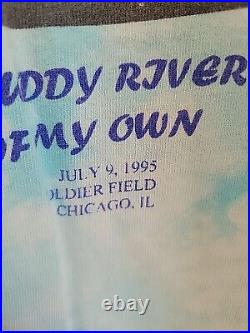 UDDY RIVER
OF MY OWN
JULY 9, 1995
OLDIER FIELD
CHICAGO, IL